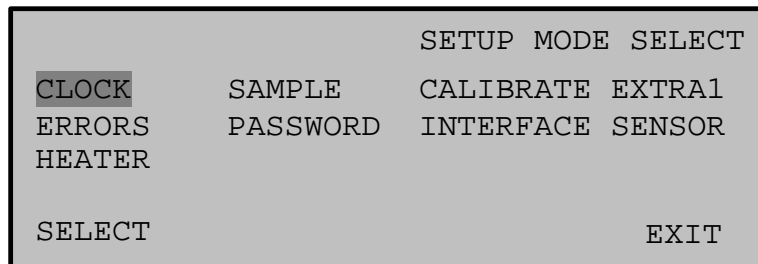 SETUP MODE SELECT
CLOCK SAMPLE CALIBRATE EXTRA1
ERRORS PASSWORD INTERFACE SENSOR
HEATER
SELECT EXIT